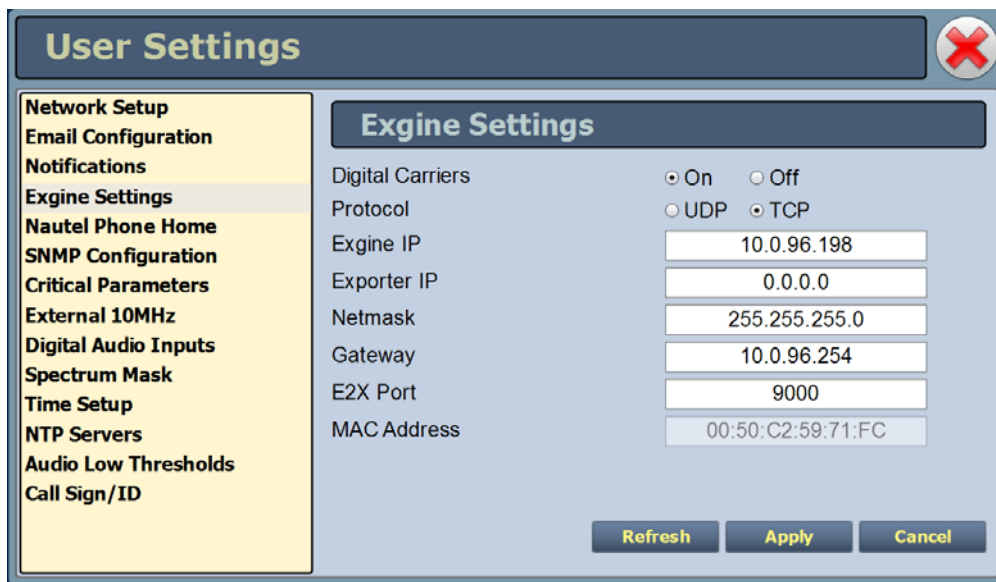 User Settings
Network Setup
Email Configuration
Notifications
Exgine Settings
Nautel Phone Home
SNMP Configuration
Critical Parameters
External 10MHz
Digital Audio Inputs
Spectrum Mask
Time Setup
NTP Servers
Audio Low Thresholds
Call Sign/ID
Exgine Settings
Digital Carriers On Off
Protocol UDP TCP
Exgine IP 10.0.96.198
Exporter IP 0.0.0.0
Netmask 255.255.255.0
Gateway 10.0.96.254
E2X Port 9000
MAC Address 00:50:C2:59:71:FC
Refresh Apply Cancel